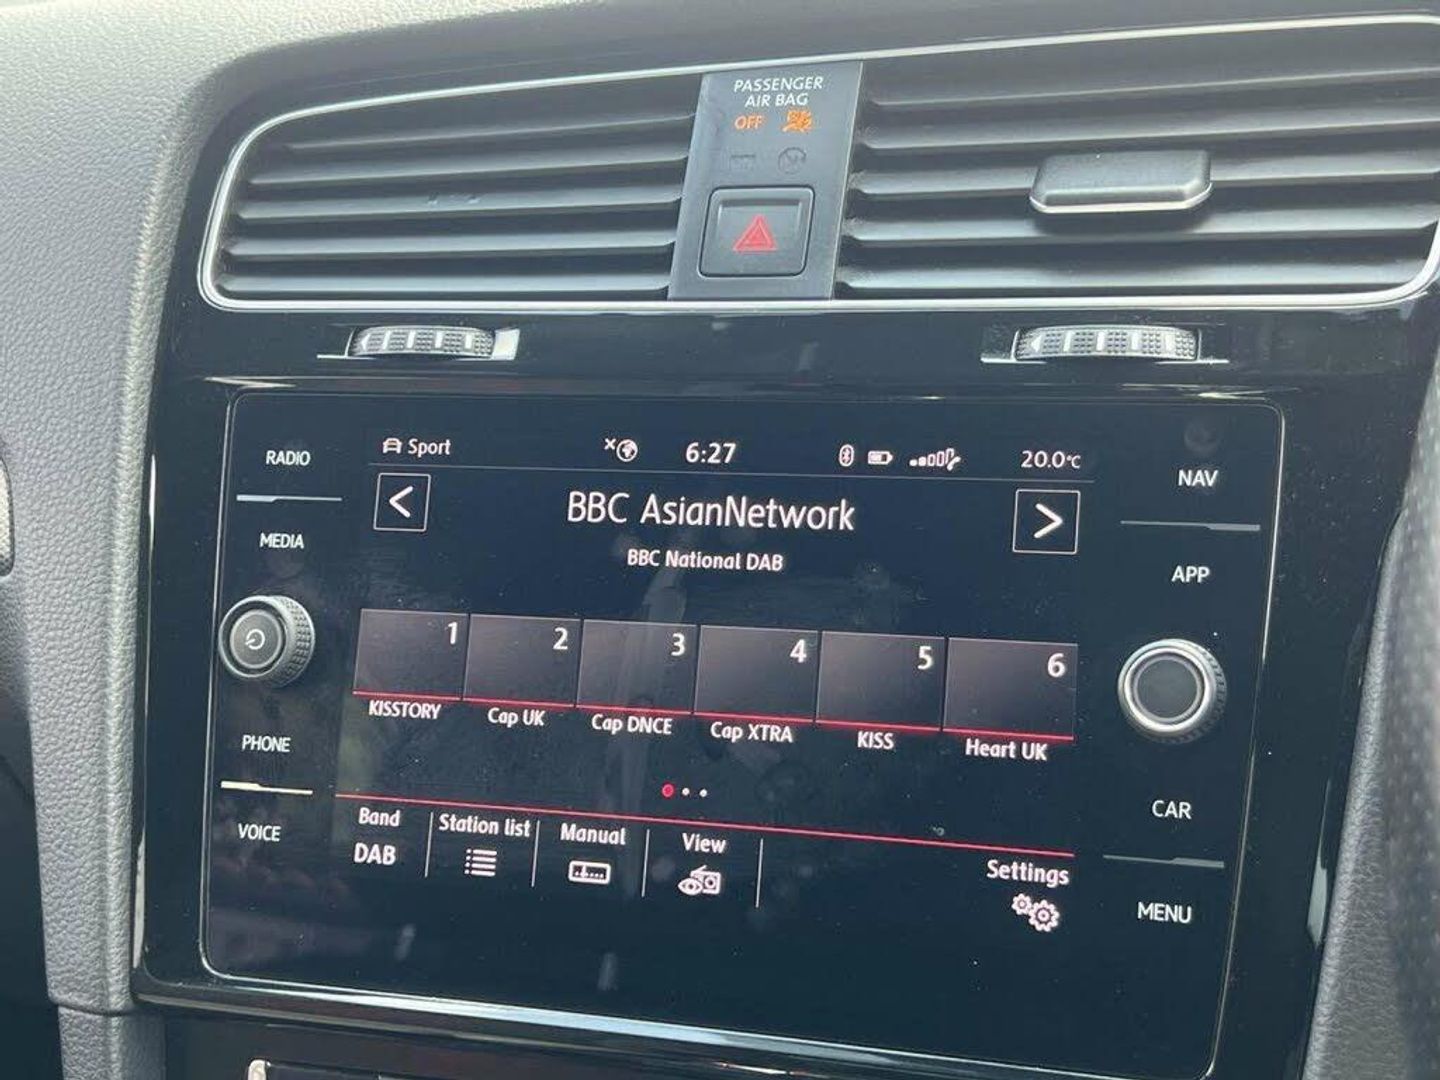 PASSENGER
AIR BAG
OFF
RADIO
MEDIA
PHONE
VOICE
Sport
6:27
20.0°C
BBC AsianNetwork
BBC National DAB
1
2
3
4
5
6
KISSTORY
Cap UK
Cap DNCE
Cap XTRA
KISS
Heart UK
Band
DAB
Station list
Manual
View
Settings
NAV
APP
CAR
MENU